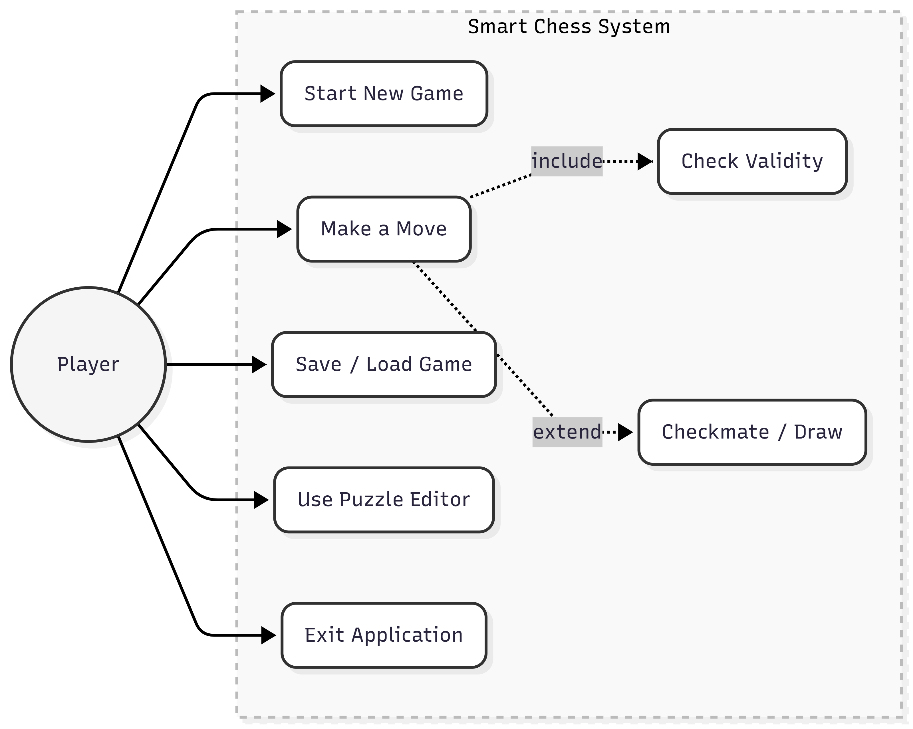 Smart Chess System
Start New Game
include
Check Validity
Make a Move
Player
Save / Load Game
extend
Checkmate / Draw
Use Puzzle Editor
Exit Application